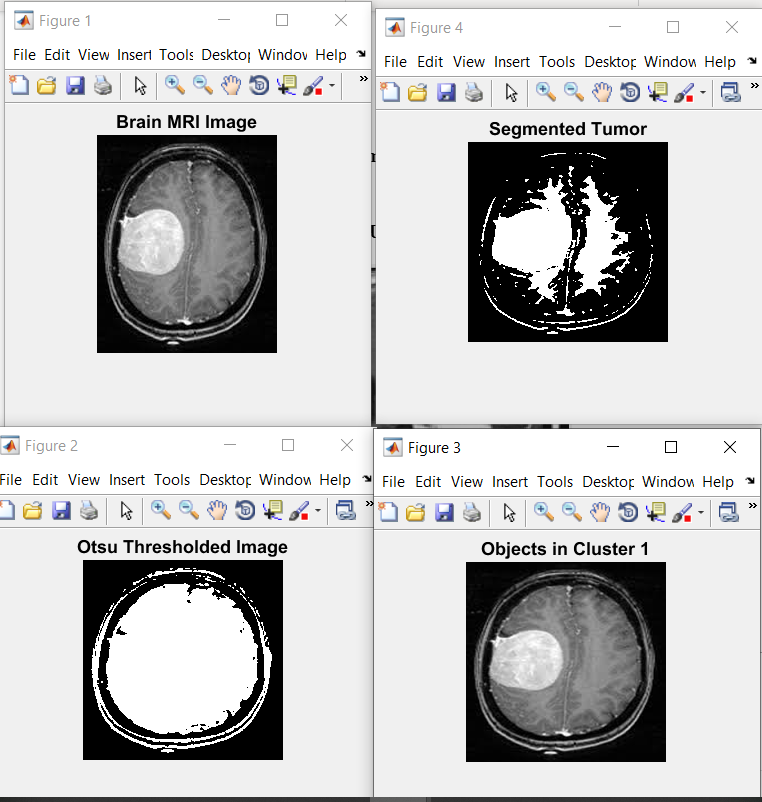 Figure 1
File Edit View Insert Tools Desktop Window Help
Brain MRI Image
Figure 4
File Edit View Insert Tools Desktop Window Help
Segmented Tumor
Figure 2
File Edit View Insert Tools Desktop Window Help
Otsu Thresholded Image
Figure 3
File Edit View Insert Tools Desktop Window Help
Objects in Cluster 1